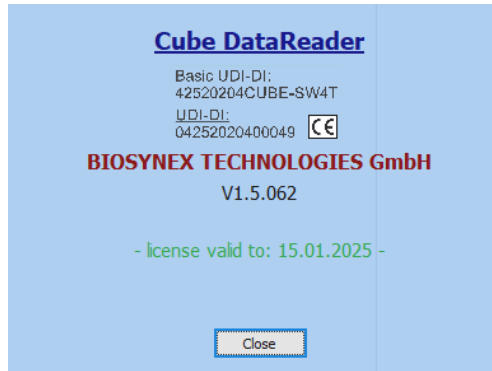 Cube DataReader
Basic UDI-DI:
42520204CUBE-SW4T
UDI-DI:
04252020400049 CE
BIOSYNEX TECHNOLOGIES GmbH
V1.5.062
- license valid to: 15.01.2025 -
Close